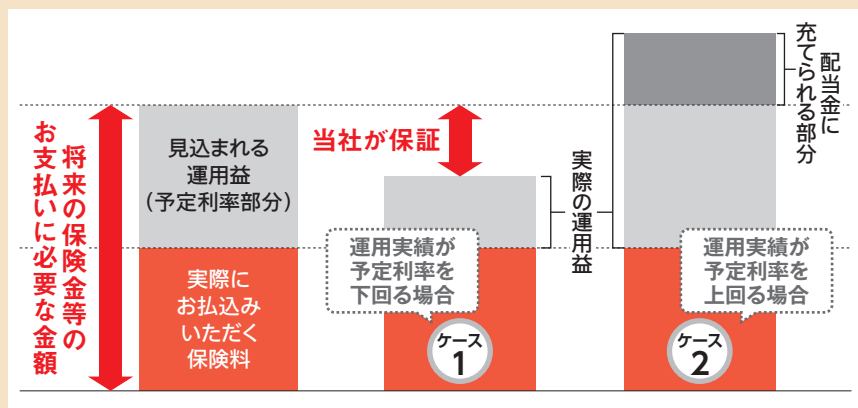 将来の保険金等の
お支払いに必要な金額
見込まれる
運用益
（予定利率部分）
実際に
お払込み
いただく
保険料
当社が保証
運用実績が
予定利率を
下回る場合
ケース
1
実際の運用益
配当金に
充てられる部分
運用実績が
予定利率を
上回る場合
ケース
2